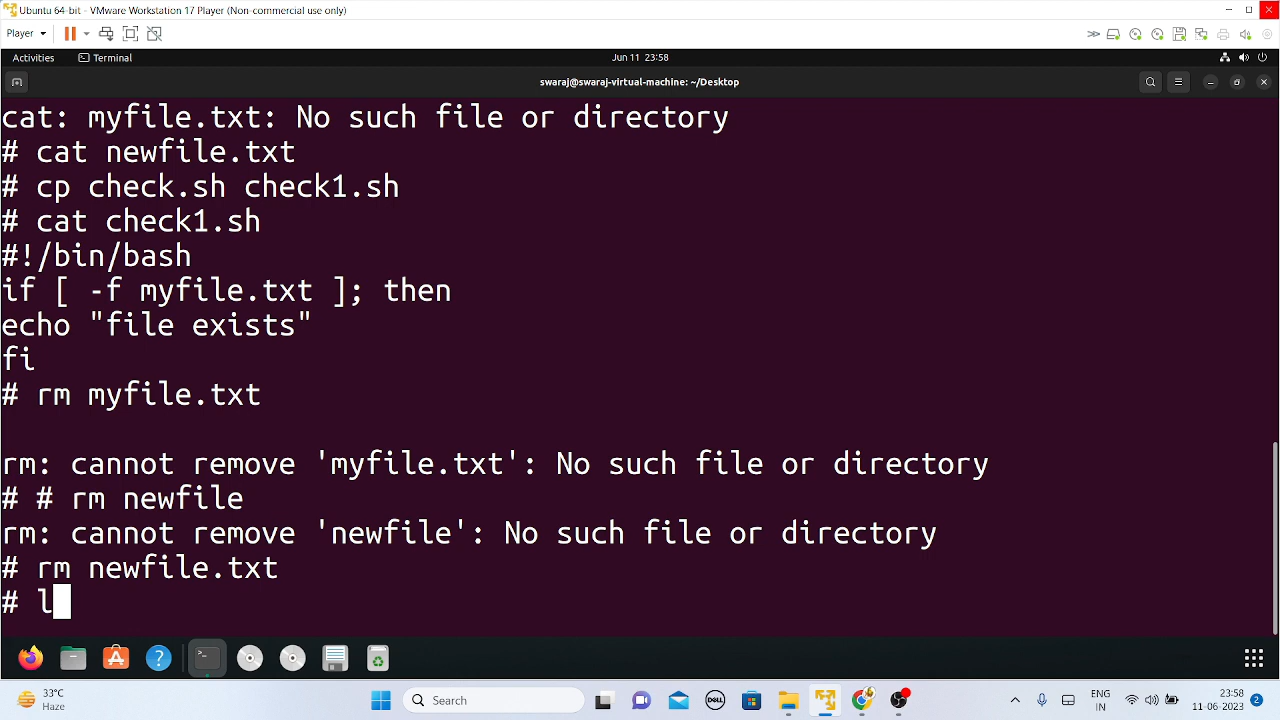 Ubuntu 64-bit - VMware Workstation 17 Player (Non-commercial use only)
Player
Activities
Terminal
Jun 11 23:58
swaraj@swaraj-virtual-machine: ~/Desktop
cat: myfile.txt: No such file or directory
# cat newfile.txt
# cp check.sh check1.sh
# cat check1.sh
#!/bin/bash
if [ -f myfile.txt ]; then
echo "file exists"
fi
# rm myfile.txt
rm: cannot remove 'myfile.txt': No such file or directory
# # rm newfile
rm: cannot remove 'newfile': No such file or directory
# rm newfile.txt
# l
33°C
Haze
Search
DELL
ENG
IN
23:58
11-06-2023
2